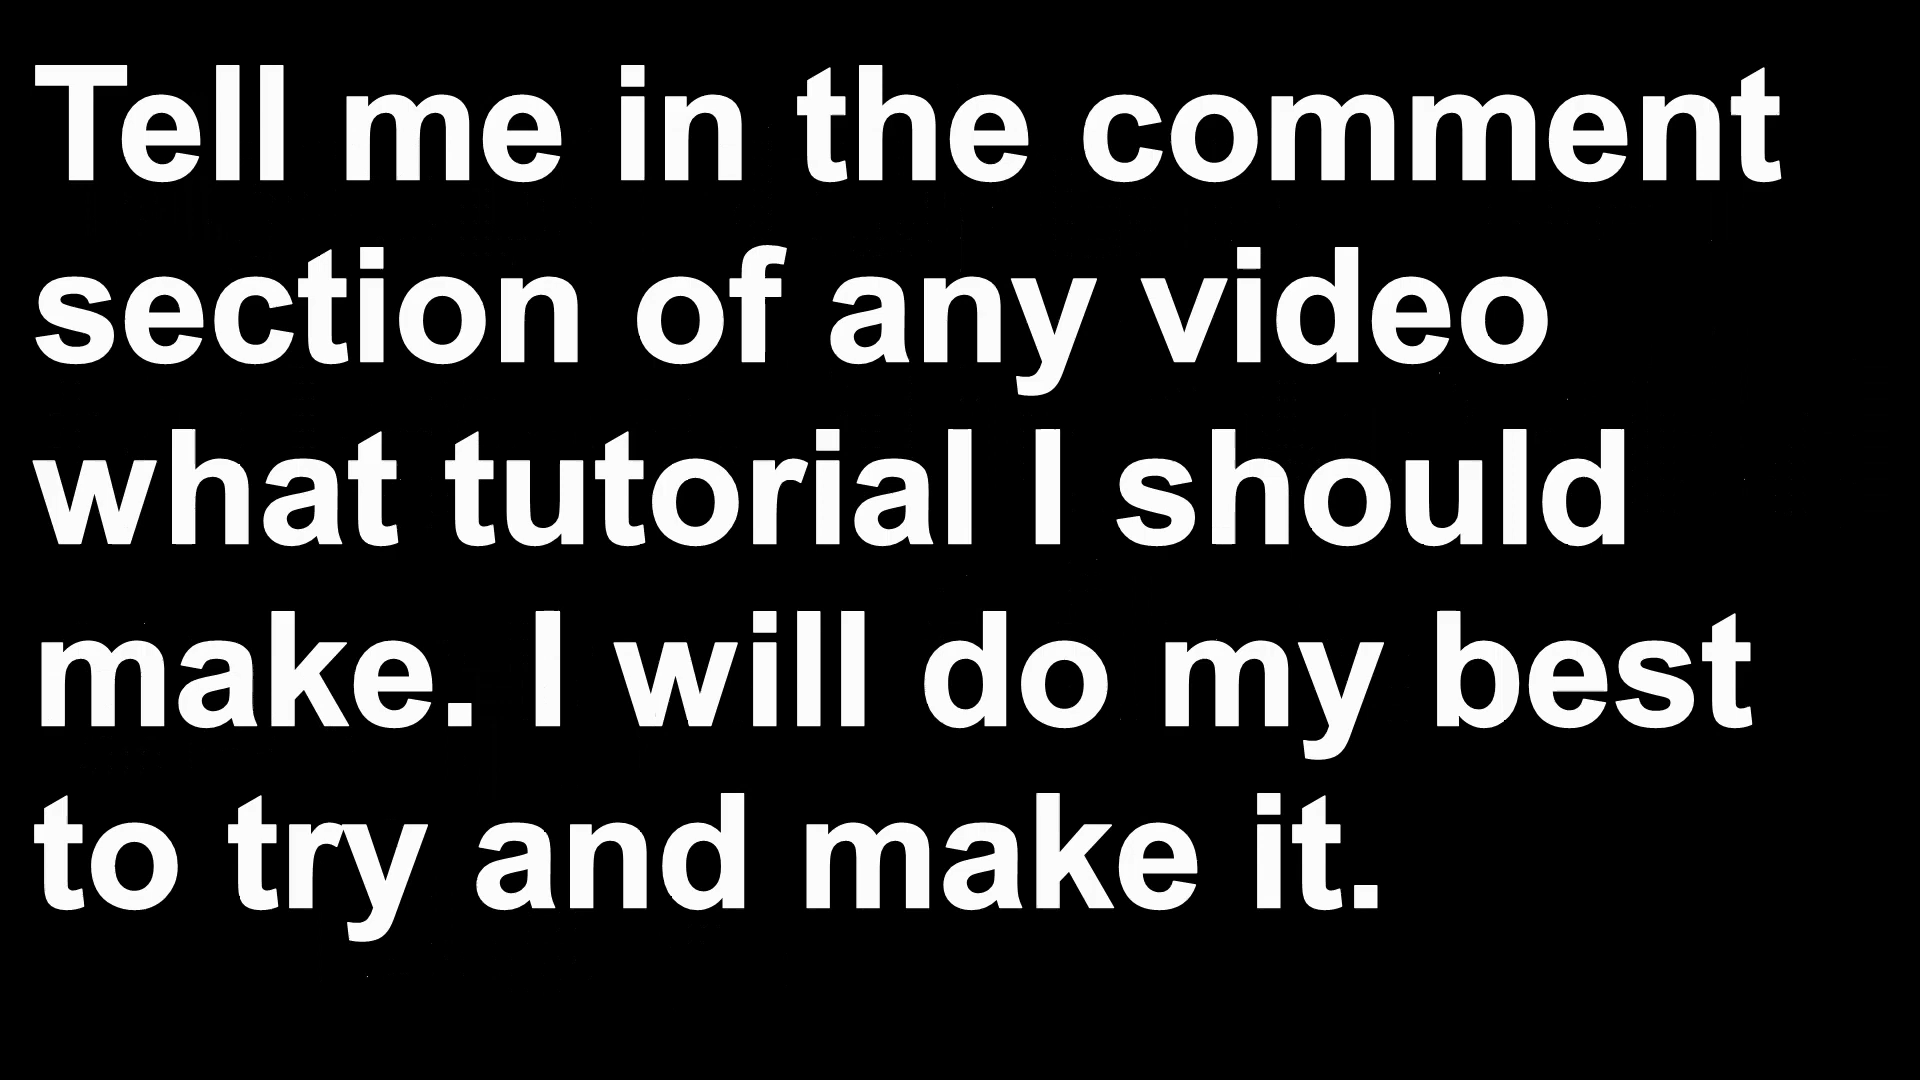 Tell me in the comment
section of any video
what tutorial I should
make. I will do my best
to try and make it.